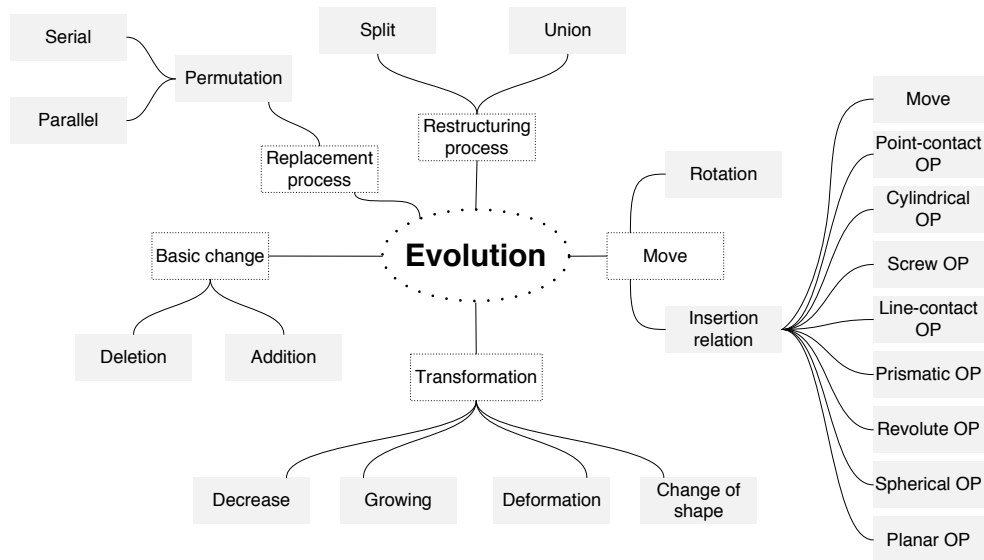 Serial
Split
Union
Permutation
Parallel
Restructuring
process
Replacement
process
Basic change
Evolution
Move
Rotation
Insertion
relation
Deletion
Addition
Transformation
Decrease
Growing
Deformation
Change of
shape
Move
Point-contact
OP
Cylindrical
OP
Screw OP
Line-contact
OP
Prismatic OP
Revolute OP
Spherical OP
Planar OP